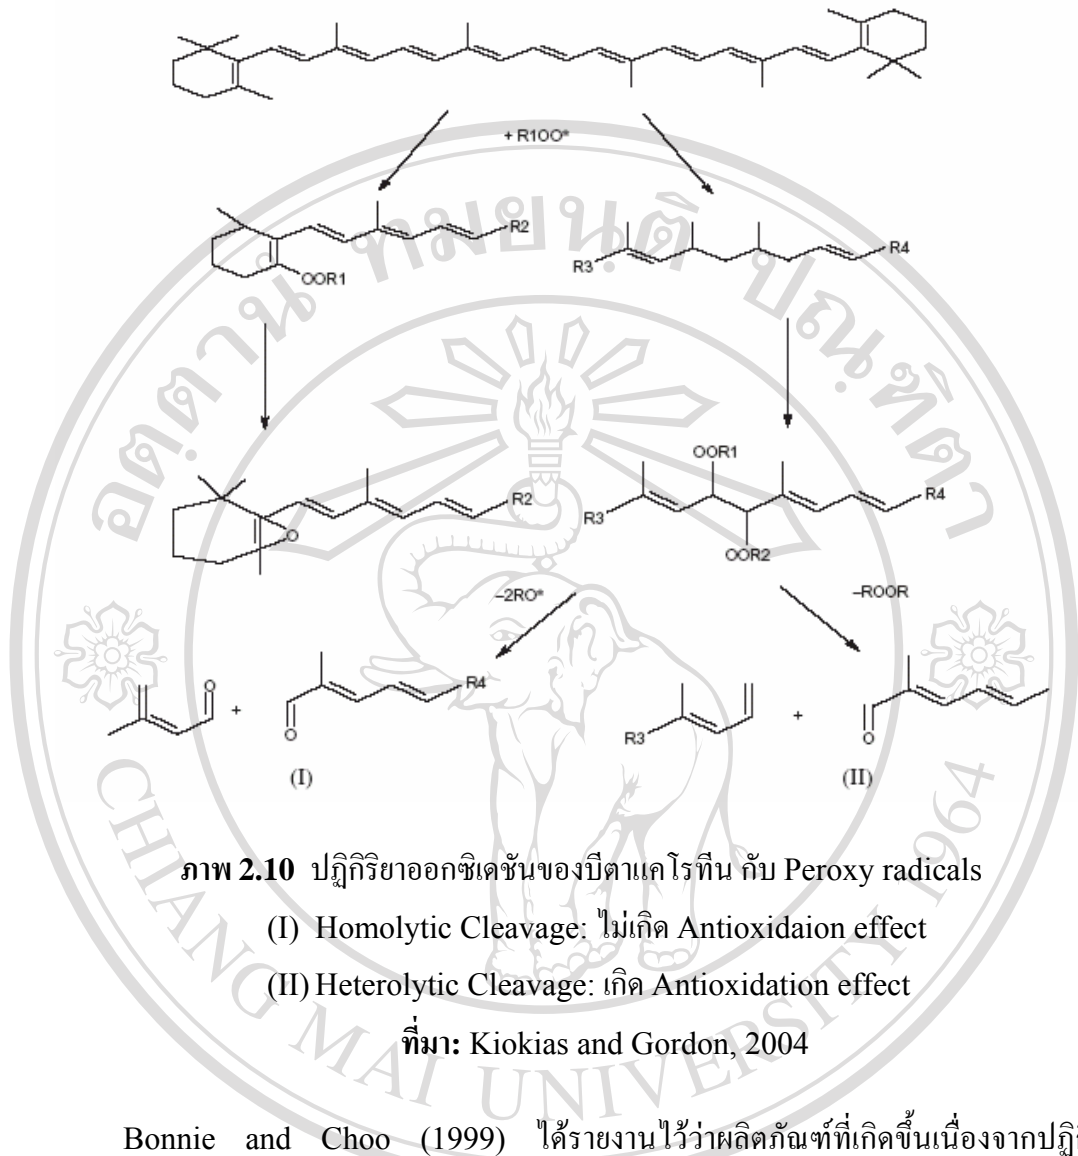 + R1OO*
R2
OOR1
R3
R4
R2
O
OOR1
R3
R4
OOR2
–2RO*
–ROOR
O
+
R4
O
(I)
R3
+
O
(II)
ภาพ 2.10 ปฏิกิริยาออกซิเดชันของบีตาแคโรทีน กับ Peroxy radicals
(I) Homolytic Cleavage: ไม่เกิด Antioxidaion effect
(II) Heterolytic Cleavage: เกิด Antioxidation effect
ที่มา: Kiokias and Gordon, 2004
Bonnie and Choo (1999) ได้รายงานไว้ว่าผลิตภัณฑ์ที่เกิดขึ้นเนื่องจากปฏิ
CHIANG MAI UNIVERSITY 1964